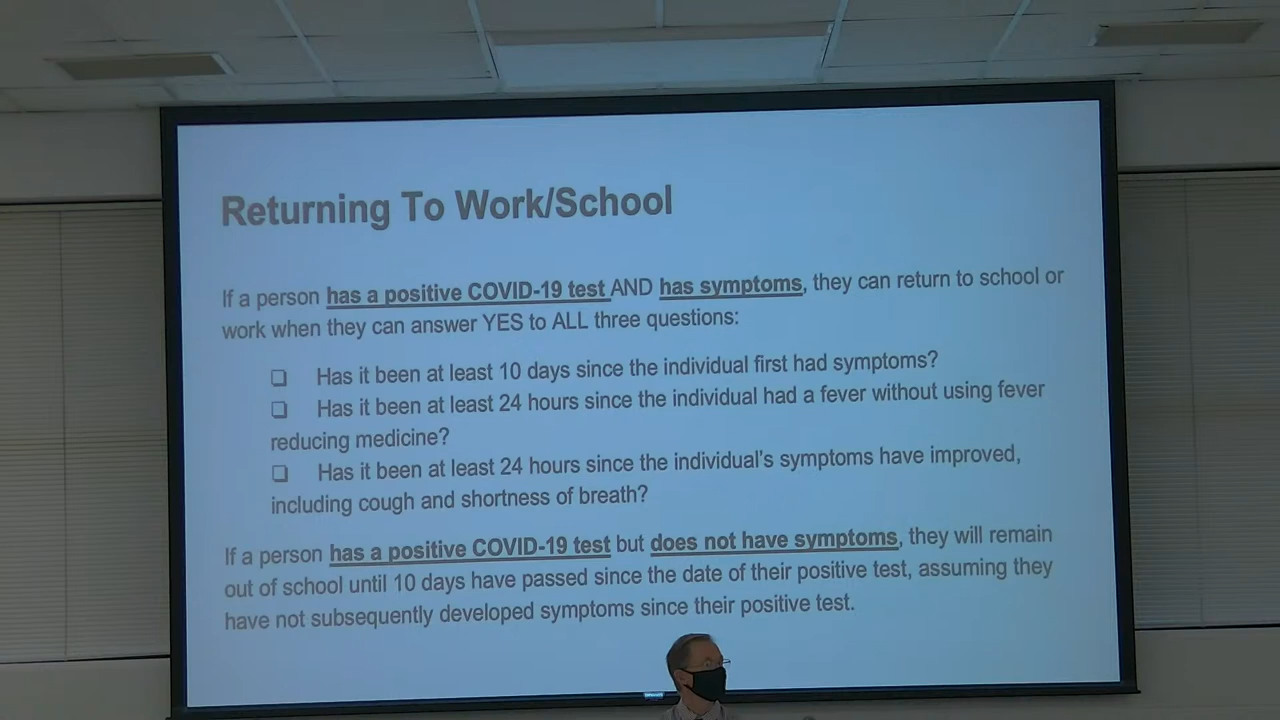 Returning To Work/School
If a person has a positive COVID-19 test AND has symptoms, they can return to school or
work when they can answer YES to ALL three questions:
❏ Has it been at least 10 days since the individual first had symptoms?
❏ Has it been at least 24 hours since the individual had a fever without using fever
reducing medicine?
❏ Has it been at least 24 hours since the individual's symptoms have improved,
including cough and shortness of breath?
If a person has a positive COVID-19 test but does not have symptoms, they will remain
out of school until 10 days have passed since the date of their positive test, assuming they
have not subsequently developed symptoms since their positive test.